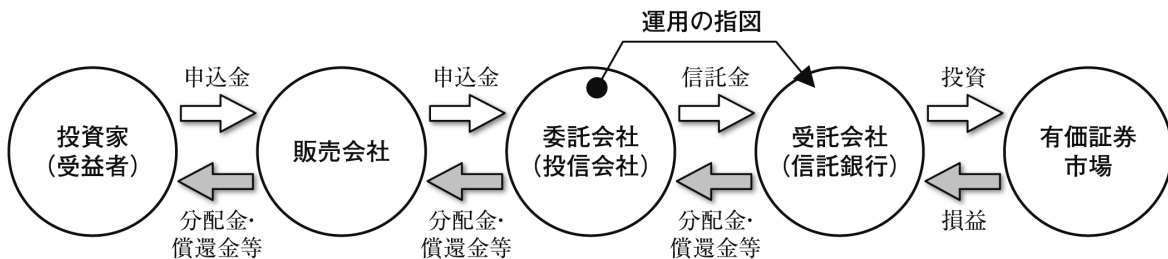 運用の指図
申込金
申込金
信託金
投資
投資家
（受益者）
販売会社
委託会社
（投信会社）
受託会社
（信託銀行）
有価証券
市場
分配金・
償還金等
分配金・
償還金等
分配金・
償還金等
損益